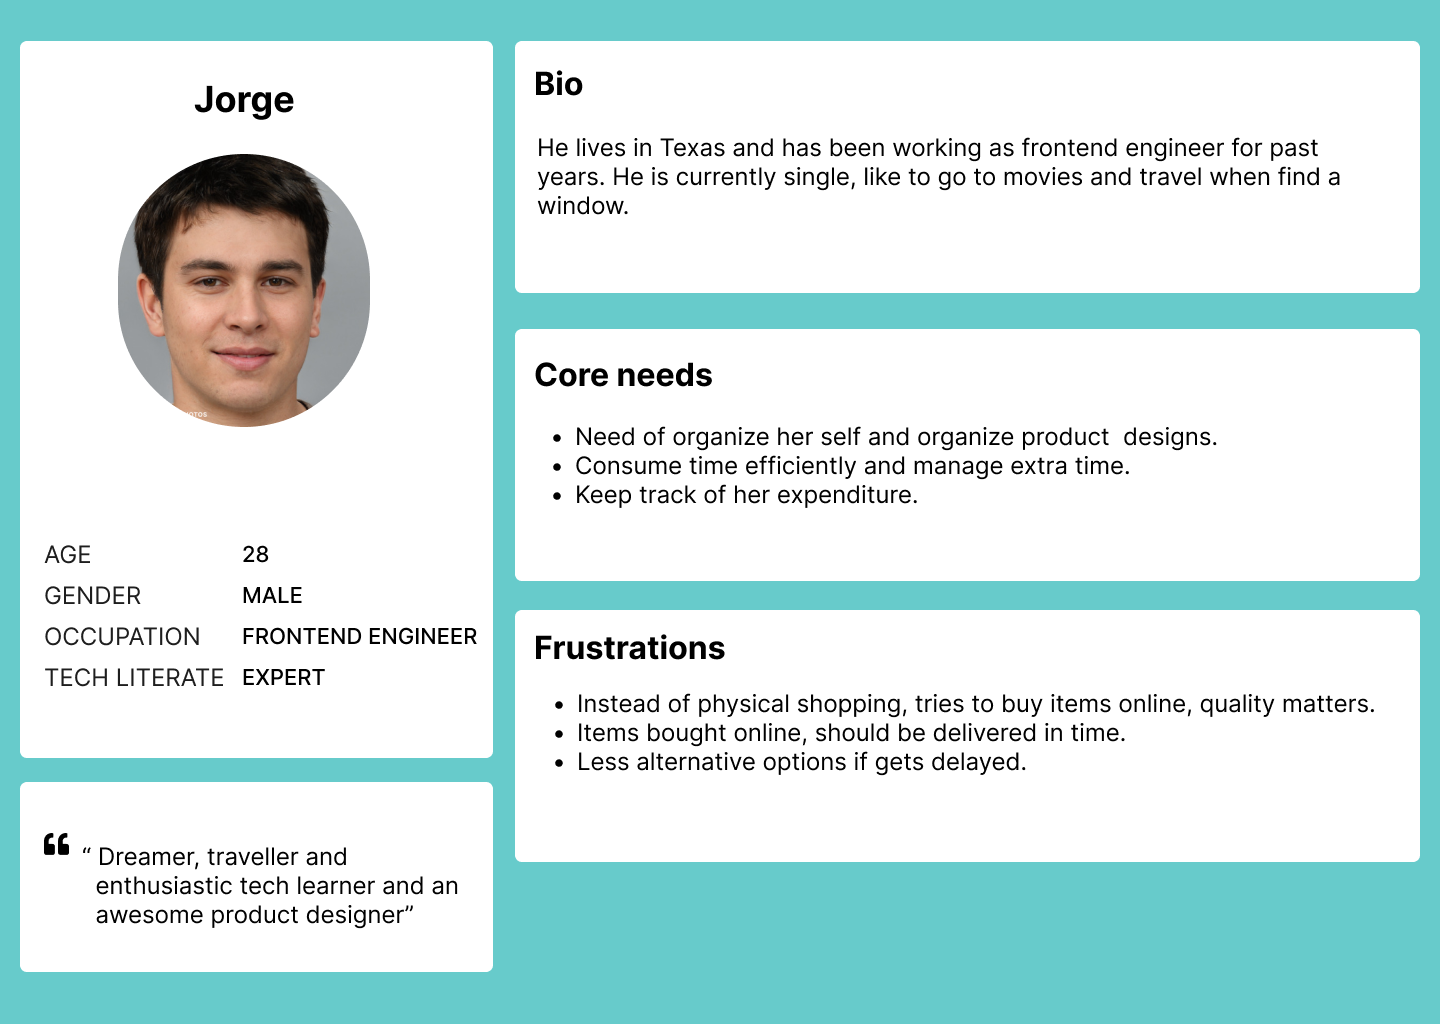 Jorge
AGE 28
GENDER MALE
OCCUPATION FRONTEND ENGINEER
TECH LITERATE EXPERT
“ Dreamer, traveller and
enthusiastic tech learner and an
awesome product designer”
Bio
He lives in Texas and has been working as frontend engineer for past
years. He is currently single, like to go to movies and travel when find a
window.
Core needs
• Need of organize her self and organize product  designs.
• Consume time efficiently and manage extra time.
• Keep track of her expenditure.
Frustrations
• Instead of physical shopping, tries to buy items online, quality matters.
• Items bought online, should be delivered in time.
• Less alternative options if gets delayed.